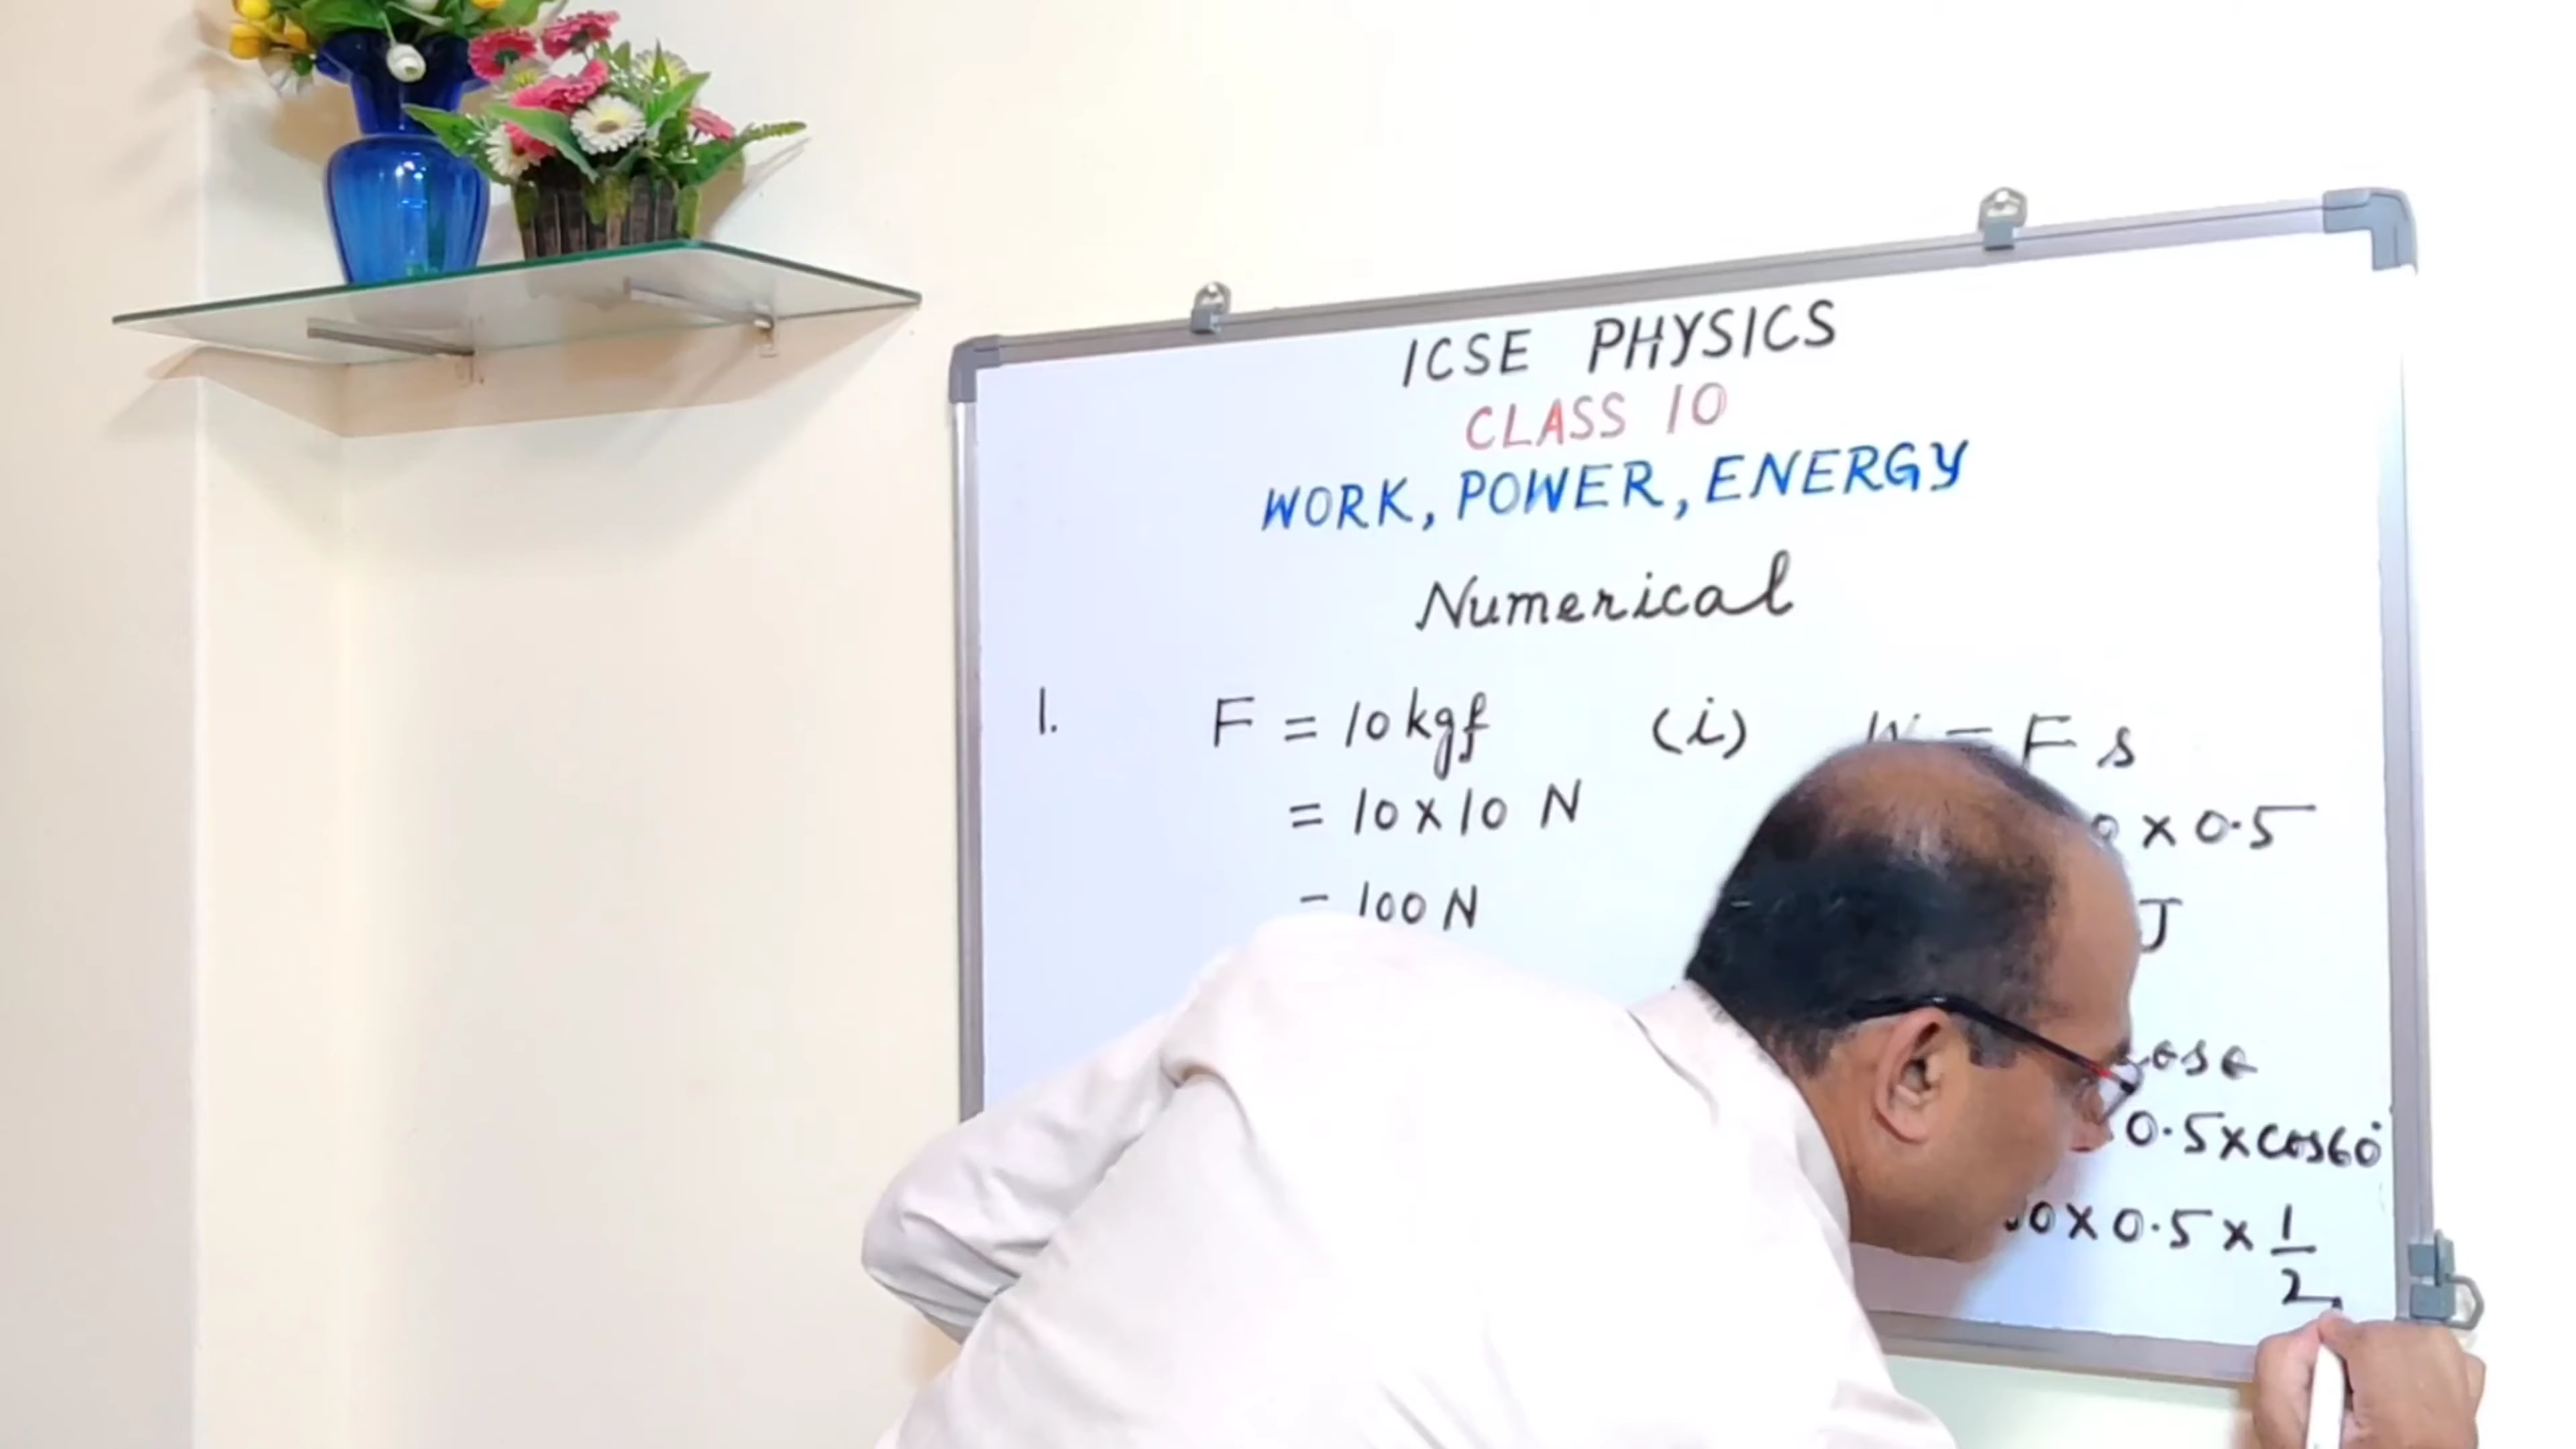 ICSE PHYSICS
CLASS 10
WORK, POWER, ENERGY
Numerical
1. F = 10 kgf
= 10 x 10 N
= 100 N
(i) W = F s
x 0.5
J
0.5 x cos60°
x 0.5 x 1/2